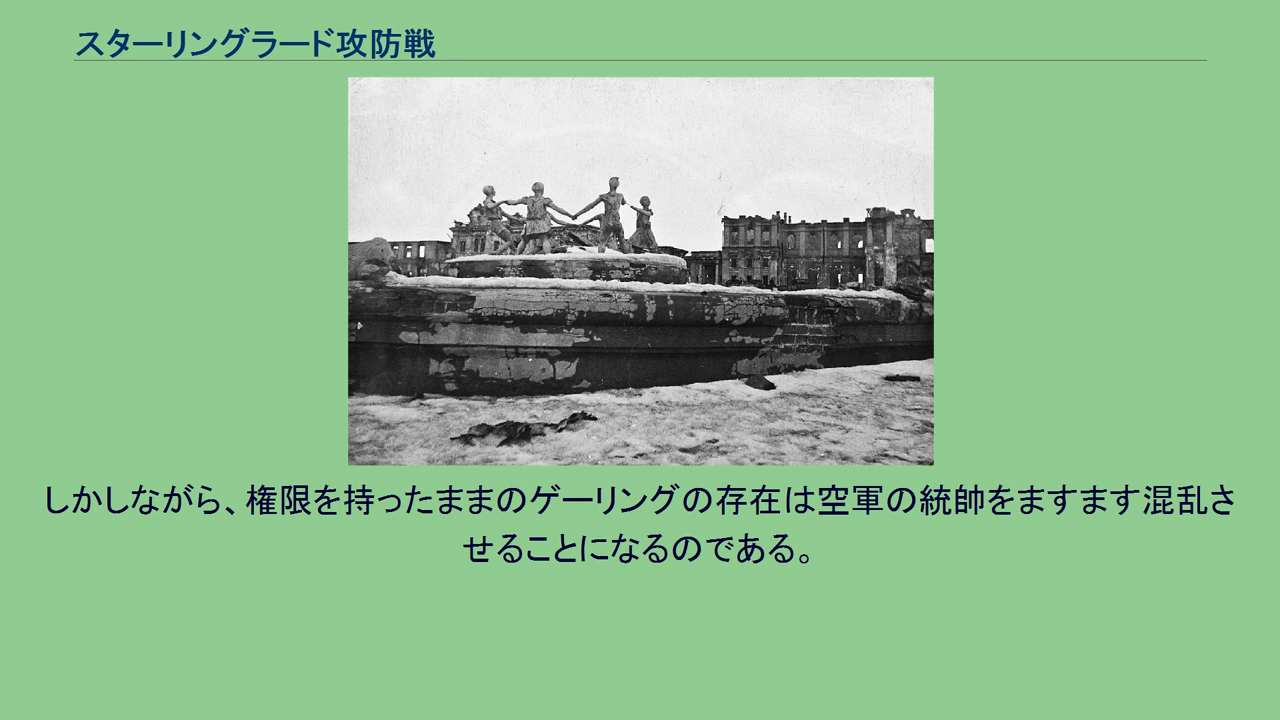 スターリングラード攻防戦
しかしながら、権限を持ったままのゲーリングの存在は空軍の統帥をますます混乱さ
せることになるのである。